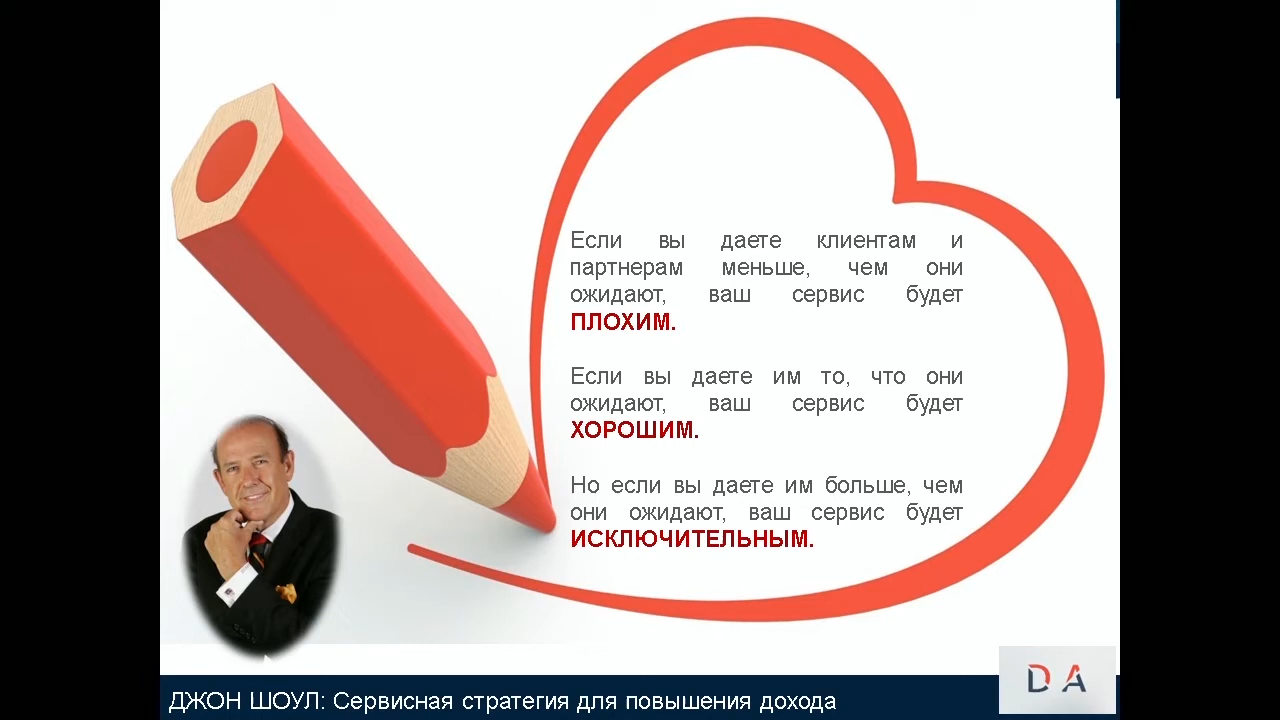 Если вы даете клиентам и
партнерам меньше, чем они
ожидают, ваш сервис будет
ПЛОХИМ.
Если вы даете им то, что они
ожидают, ваш сервис будет
ХОРОШИМ.
Но если вы даете им больше, чем
они ожидают, ваш сервис будет
ИСКЛЮЧИТЕЛЬНЫМ.
DA
ДЖОН ШОУЛ: Сервисная стратегия для повышения дохода